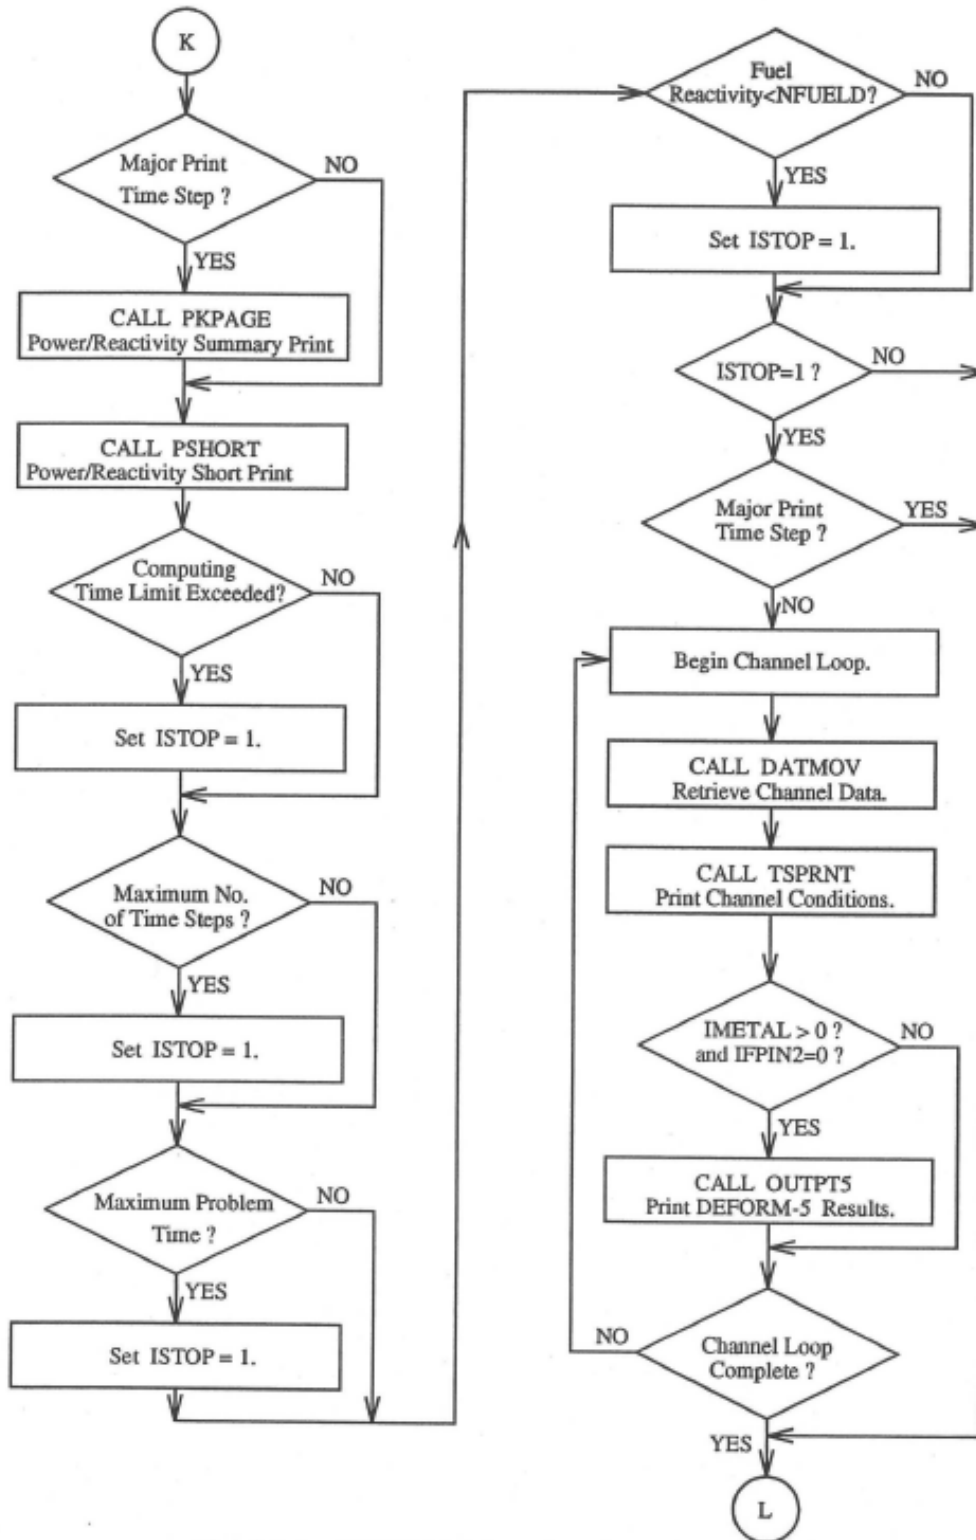 K
Major Print
Time Step ?
NO
YES
CALL PKPAGE
Power/Reactivity Summary Print
CALL PSHORT
Power/Reactivity Short Print
Computing
Time Limit Exceeded?
NO
YES
Set ISTOP = 1.
Maximum No.
of Time Steps ?
NO
YES
Set ISTOP = 1.
Maximum Problem
Time ?
NO
YES
Set ISTOP = 1.
Fuel
Reactivity<NFUELD?
NO
YES
Set ISTOP = 1.
ISTOP=1 ?
NO
YES
Major Print
Time Step ?
YES
NO
Begin Channel Loop.
CALL DATMOV
Retrieve Channel Data.
CALL TSPRNT
Print Channel Conditions.
IMETAL > 0 ?
and IFPIN2=0 ?
NO
YES
CALL OUTPT5
Print DEFORM-5 Results.
Channel Loop
Complete ?
NO
YES
L